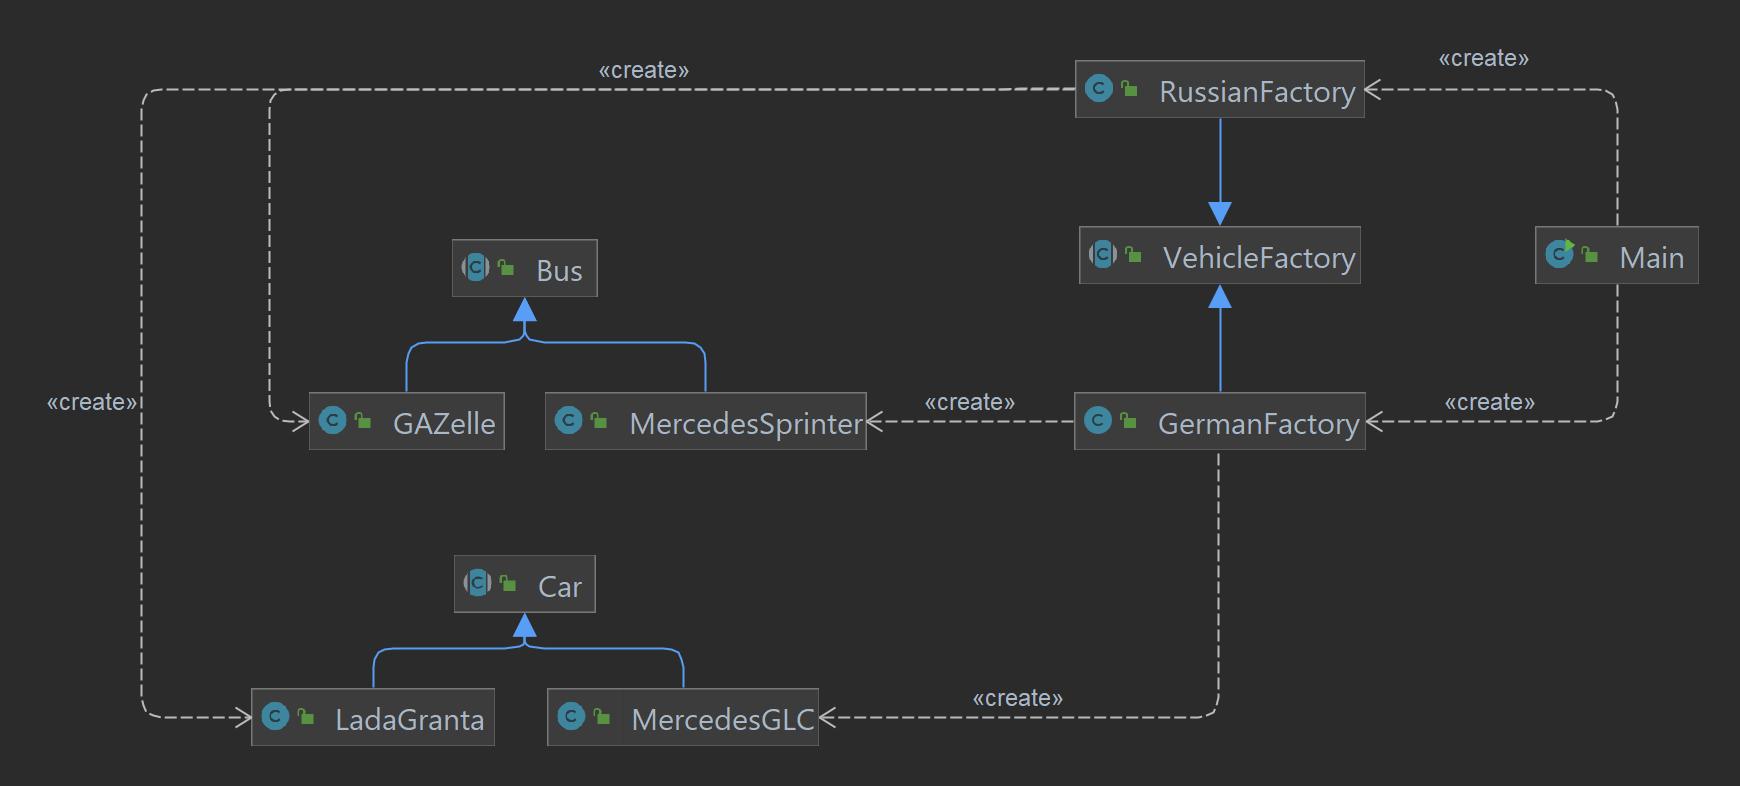 «create»
«create»
RussianFactory
Bus
VehicleFactory
Main
«create»
«create»
«create»
GAZelle
MercedesSprinter
GermanFactory
Car
«create»
LadaGranta
MercedesGLC